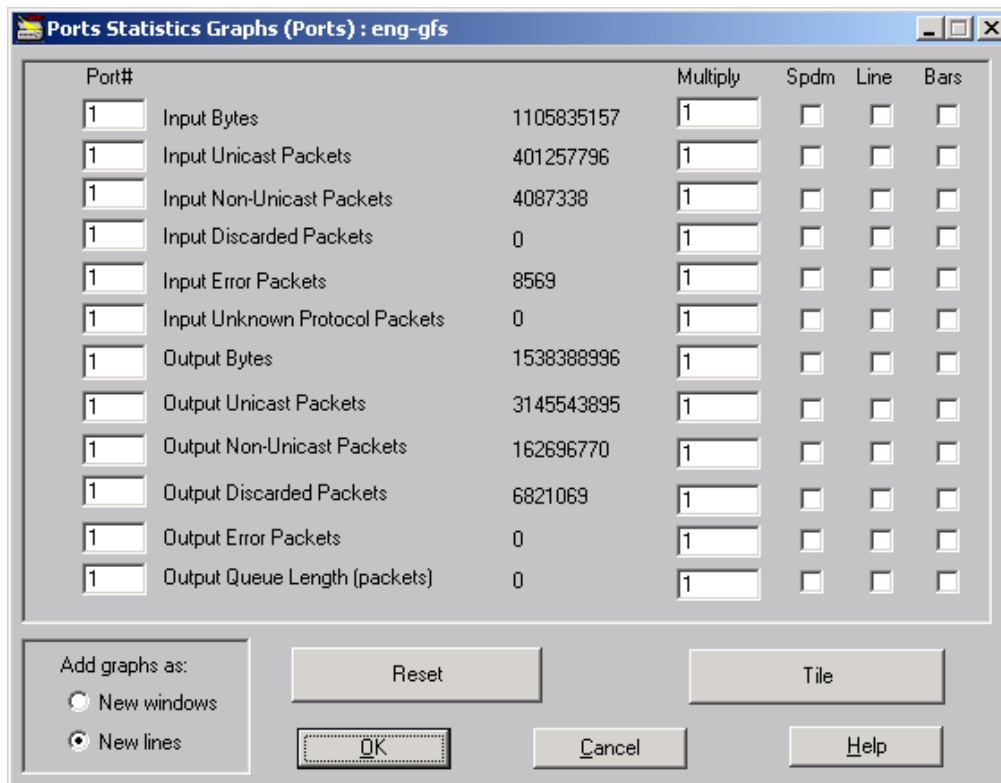 Ports Statistics Graphs (Ports) : eng-gfs
Port# Multiply Spdm Line Bars
1 Input Bytes 1105835157 1
1 Input Unicast Packets 401257796 1
1 Input Non-Unicast Packets 4087338 1
1 Input Discarded Packets 0 1
1 Input Error Packets 8569 1
1 Input Unknown Protocol Packets 0 1
1 Output Bytes 1538388996 1
1 Output Unicast Packets 3145543895 1
1 Output Non-Unicast Packets 162696770 1
1 Output Discarded Packets 6821069 1
1 Output Error Packets 0 1
1 Output Queue Length (packets) 0 1
Add graphs as:
New windows
New lines
Reset
Tile
OK
Cancel
Help